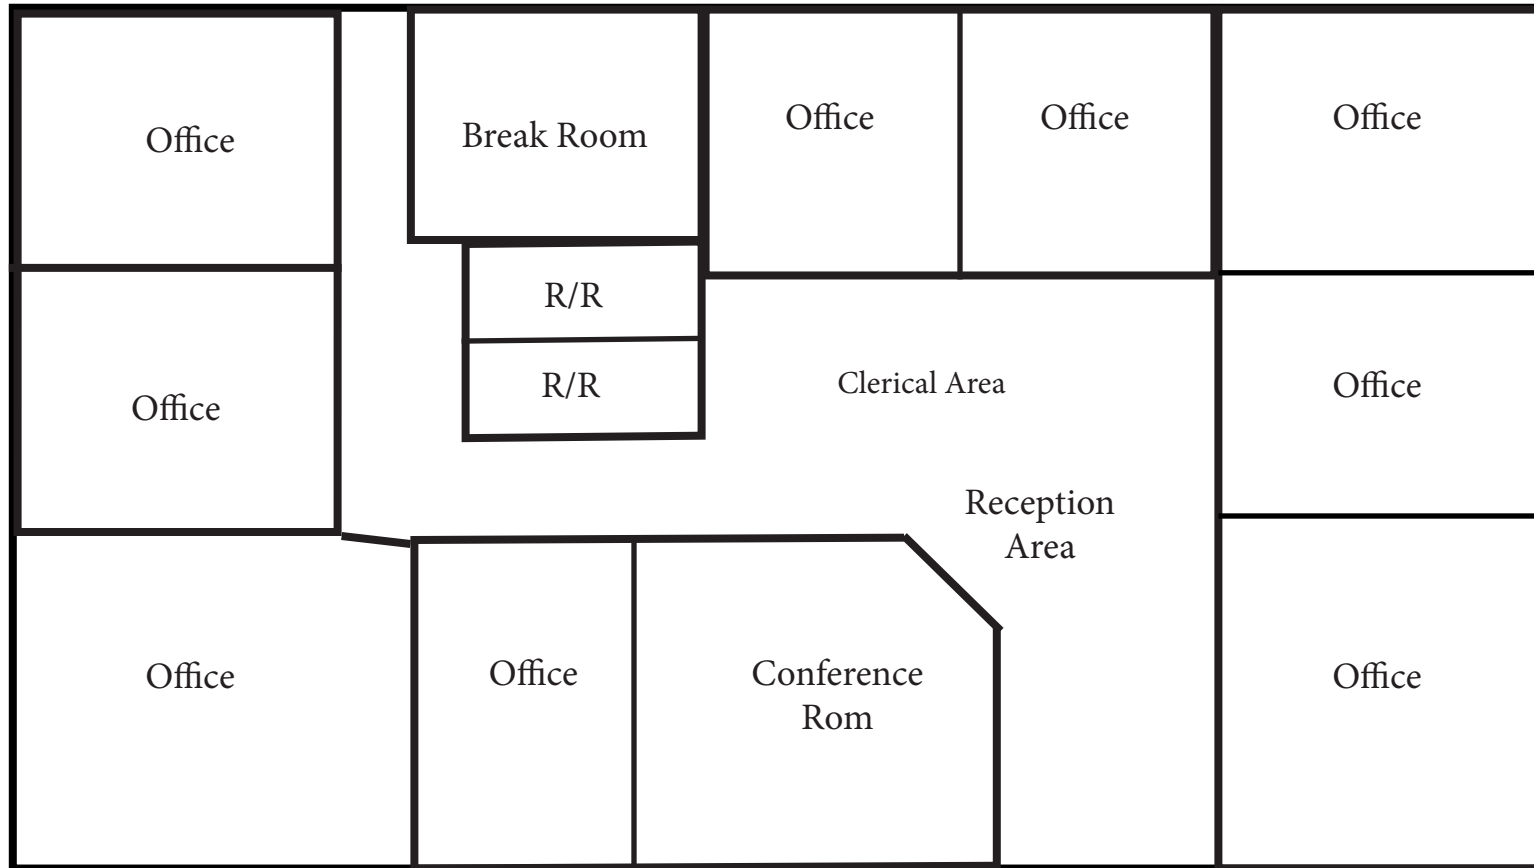 Office
Break Room
Office
Office
Office
R/R
R/R
Clerical Area
Office
Office
Reception
Area
Office
Office
Conference
Rom
Office